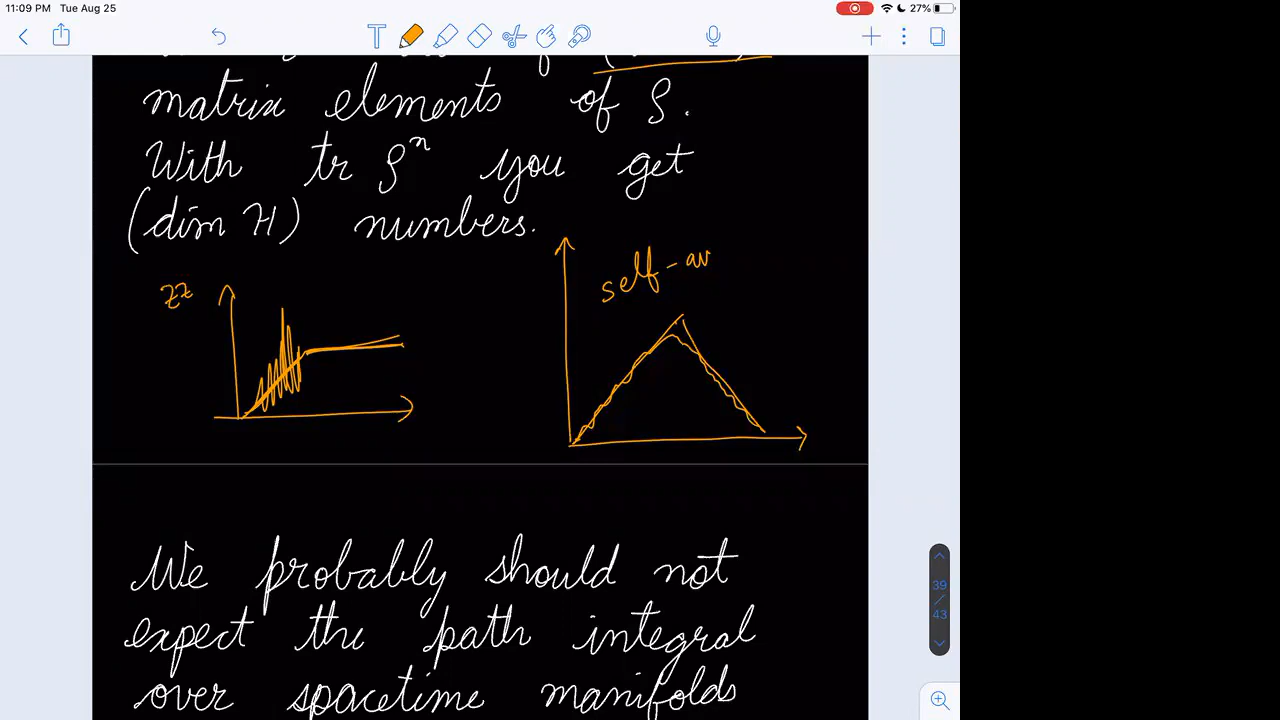 11:09 PM Tue Aug 25
27%
matrix elements of ρ.
With tr ρⁿ you get
(dim H) numbers.
self-av
ZZ
39
/
43
We probably should not
expect the path integral
over spacetime manifolds